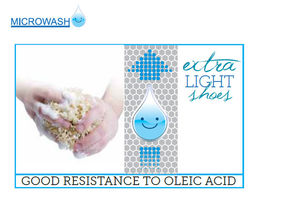 MICROWASH
extra
LIGHT
shoes
GOOD RESISTANCE TO OLEIC ACID